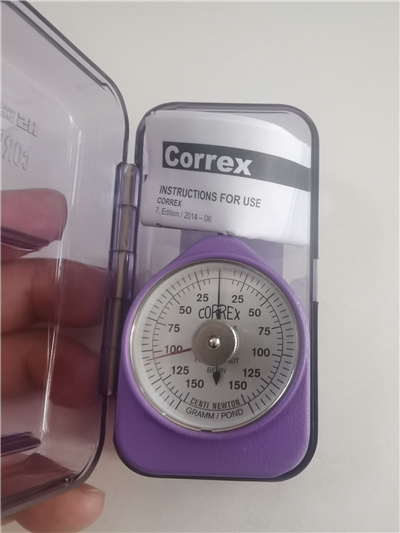 Correx
INSTRUCTIONS FOR USE
CORREX
7. Edition / 2014 – 06
25 25
50 50
CORREX
75 75
100 100
BERN
125 125
150 150
CENTI NEWTON
GRAMM / POND